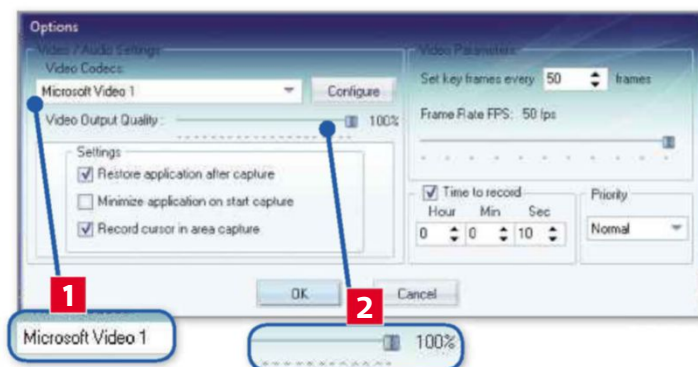 Options
Video / Audio Settings
Video Codecs:
Microsoft Video 1
Configure
Video Output Quality :
100%
Settings
Restore application after capture
Minimize application on start capture
Record cursor in area capture
Video Parameters
Set key frames every 50 frames
Frame Rate FPS: 50 fps
Time to record
Hour Min Sec
0 0 10
Priority
Normal
OK
Cancel
1
2
Microsoft Video 1
100%